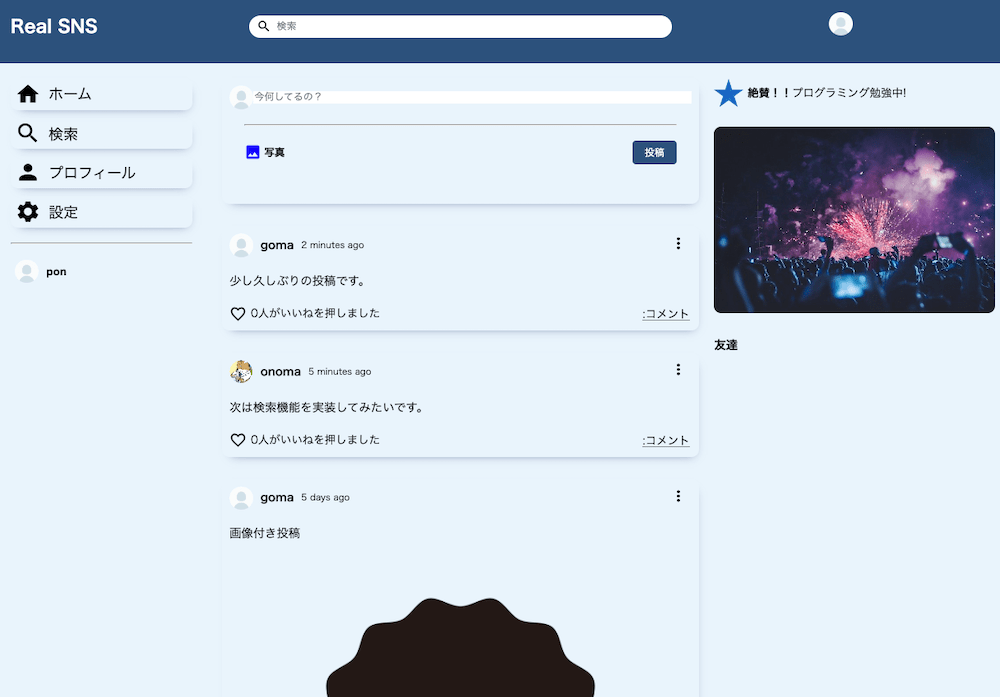 Real SNS
検索
ホーム
検索
プロフィール
設定
pon
今何してるの？
写真
投稿
goma 2 minutes ago
少し久しぶりの投稿です。
0人がいいねを押しました
:コメント
onoma 5 minutes ago
次は検索機能を実装してみたいです。
0人がいいねを押しました
:コメント
goma 5 days ago
画像付き投稿
絶賛！！プログラミング勉強中!
友達